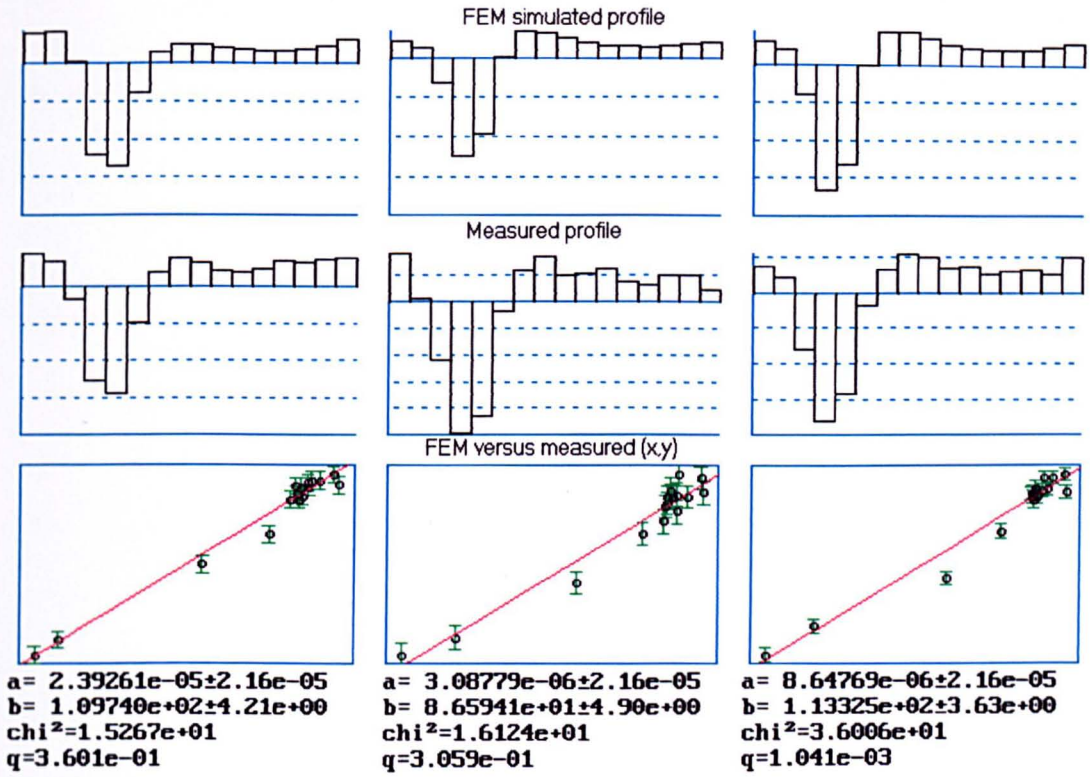 FEM simulated profile
Measured profile
FEM versus measured (x,y)
a= 2.39261e-05±2.16e-05
b= 1.09740e+02±4.21e+00
chi²=1.5267e+01
q=3.601e-01
a= 3.08779e-06±2.16e-05
b= 8.65941e+01±4.90e+00
chi²=1.6124e+01
q=3.059e-01
a= 8.64769e-06±2.16e-05
b= 1.13325e+02±3.63e+00
chi²=3.6006e+01
q=1.041e-03